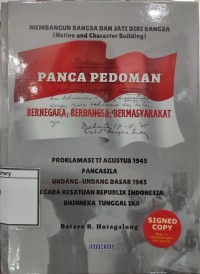 MEMBANGUN BANGSA DAN JATI DIRI BANGSA
(Nation and Character Building)
PANCA PEDOMAN
BERNEGARA, BERBANGSA, BERMASYARAKAT
PROKLAMASI 17 AGUSTUS 1945
PANCASILA
UNDANG-UNDANG DASAR 1945
NEGARA KESATUAN REPUBLIK INDONESIA
BHINNEKA TUNGGAL IKA
SIGNED
COPY
Batara R. Hutagalung